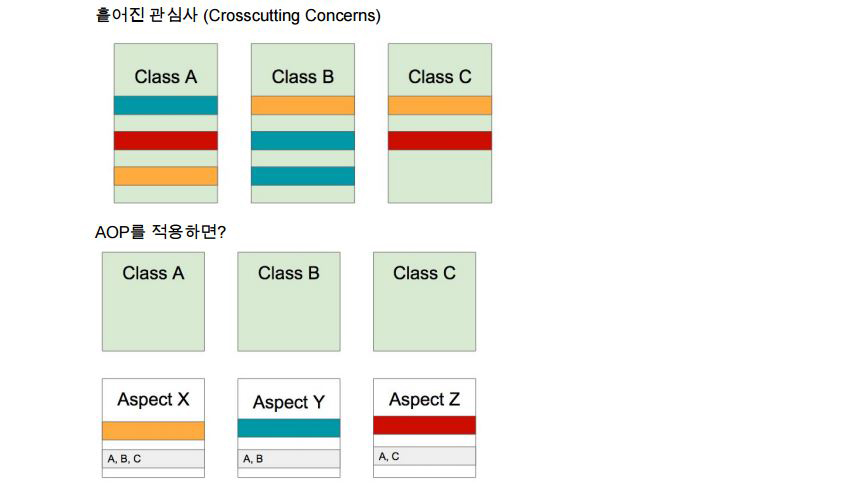 흩어진 관심사 (Crosscutting Concerns)
Class A
Class B
Class C
AOP를 적용하면?
Class A
Class B
Class C
Aspect X
Aspect Y
Aspect Z
A, B, C
A, B
A, C